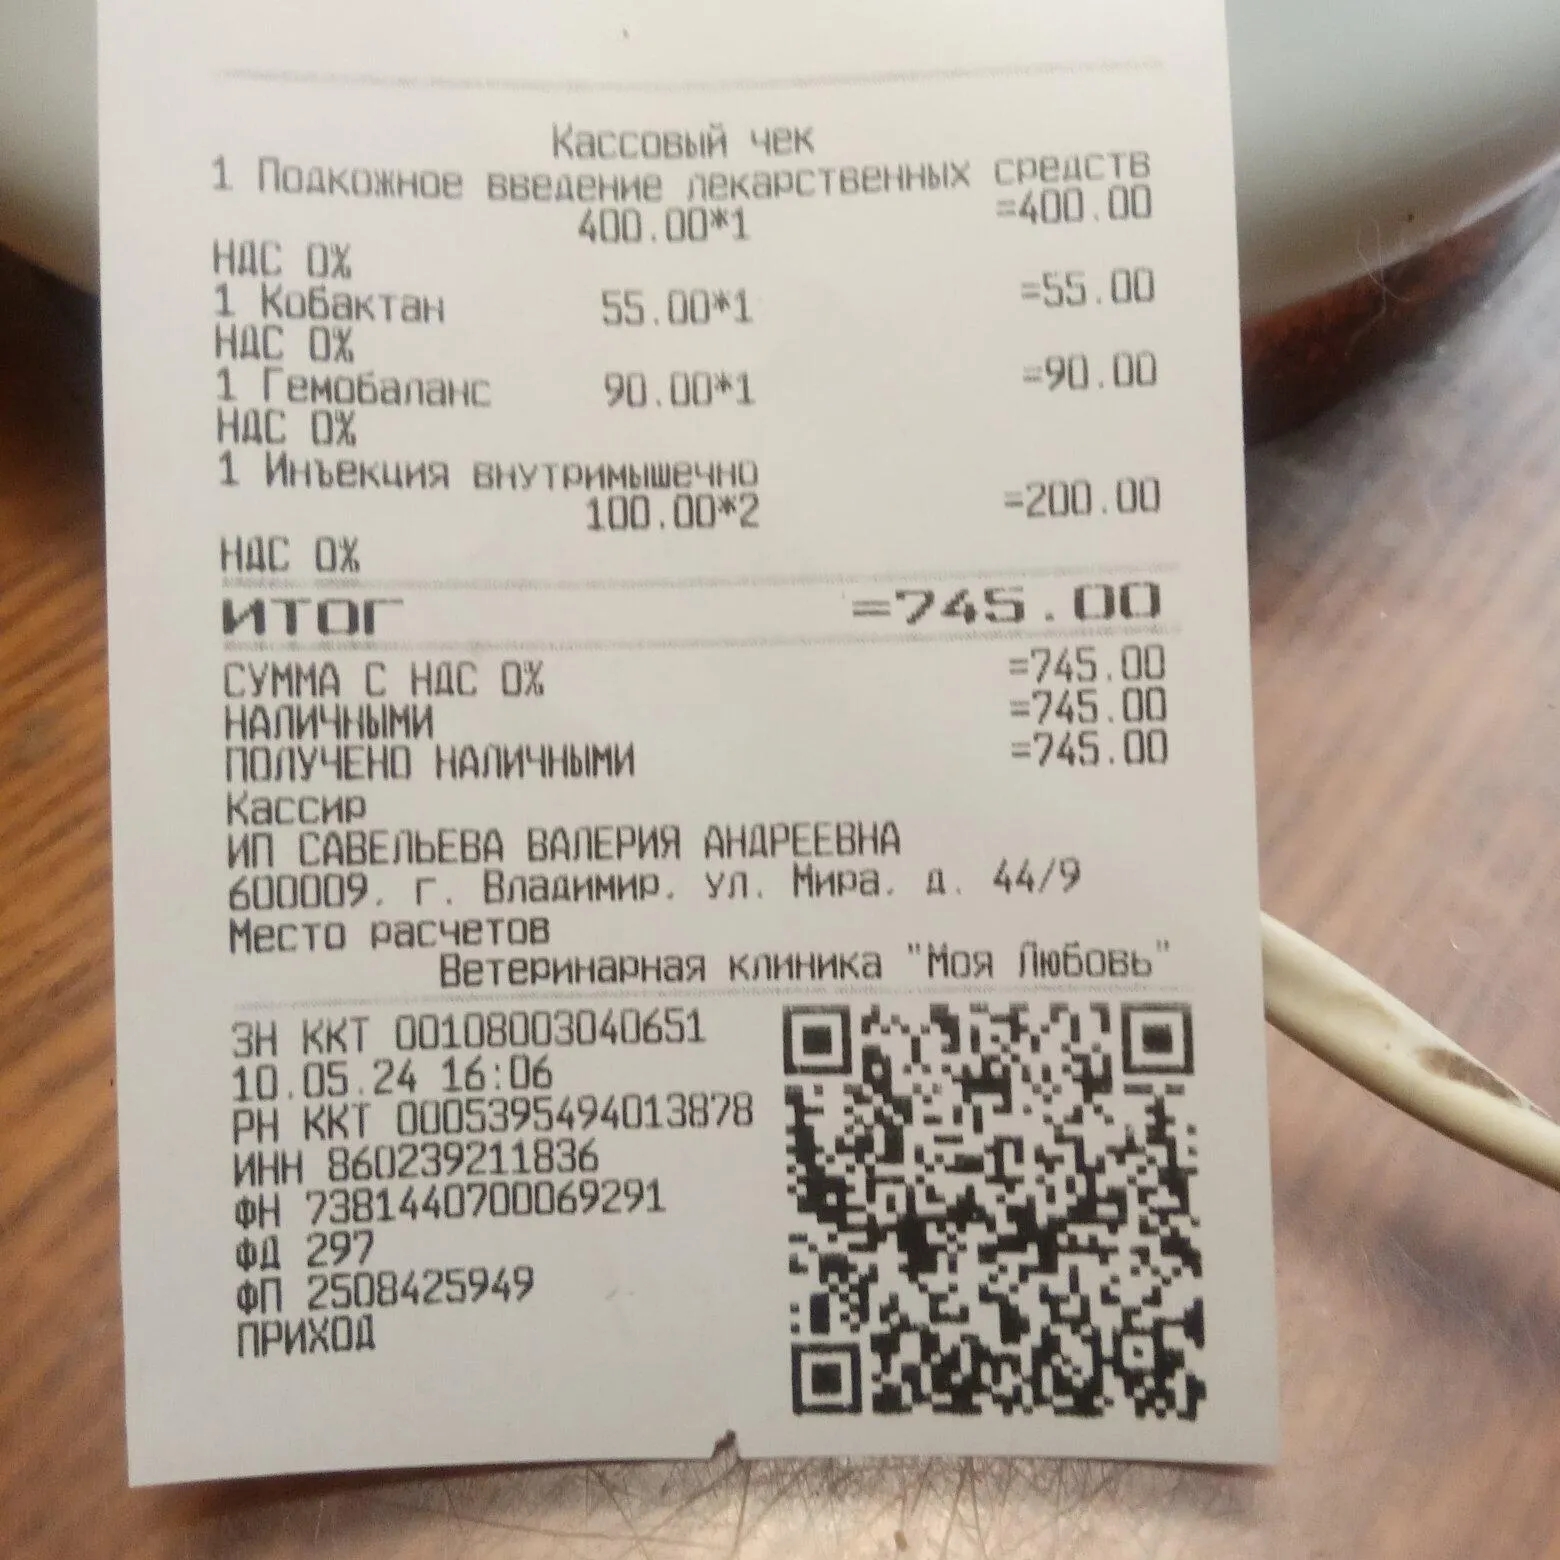 Кассовый чек
1 Подкожное введение лекарственных средств
400.00*1 =400.00
НДС 0%
1 Кобактан 55.00*1 =55.00
НДС 0%
1 Гемобаланс 90.00*1 =90.00
НДС 0%
1 Инъекция внутримышечно
100.00*2 =200.00
НДС 0%
ИТОГ =745.00
СУММА С НДС 0% =745.00
НАЛИЧНЫМИ =745.00
ПОЛУЧЕНО НАЛИЧНЫМИ =745.00
Кассир
ИП САВЕЛЬЕВА ВАЛЕРИЯ АНДРЕЕВНА
600009. г. Владимир. ул. Мира. д. 44/9
Место расчетов
Ветеринарная клиника "Моя Любовь"
ЗН ККТ 00108003040651
10.05.24 16:06
РН ККТ 0005395494013878
ИНН 860239211836
ФН 7381440700069291
ФД 297
ФП 2508425949
ПРИХОД